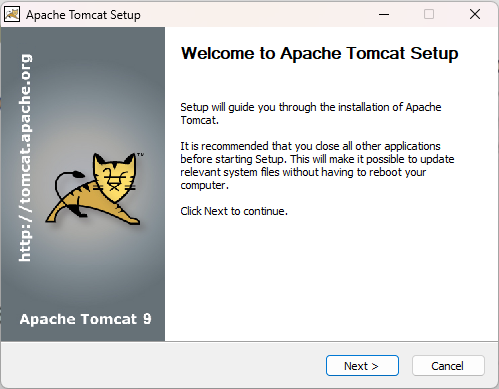 Apache Tomcat Setup
http://tomcat.apache.org
Apache Tomcat 9
Welcome to Apache Tomcat Setup
Setup will guide you through the installation of Apache
Tomcat.
It is recommended that you close all other applications
before starting Setup. This will make it possible to update
relevant system files without having to reboot your
computer.
Click Next to continue.
Next >
Cancel